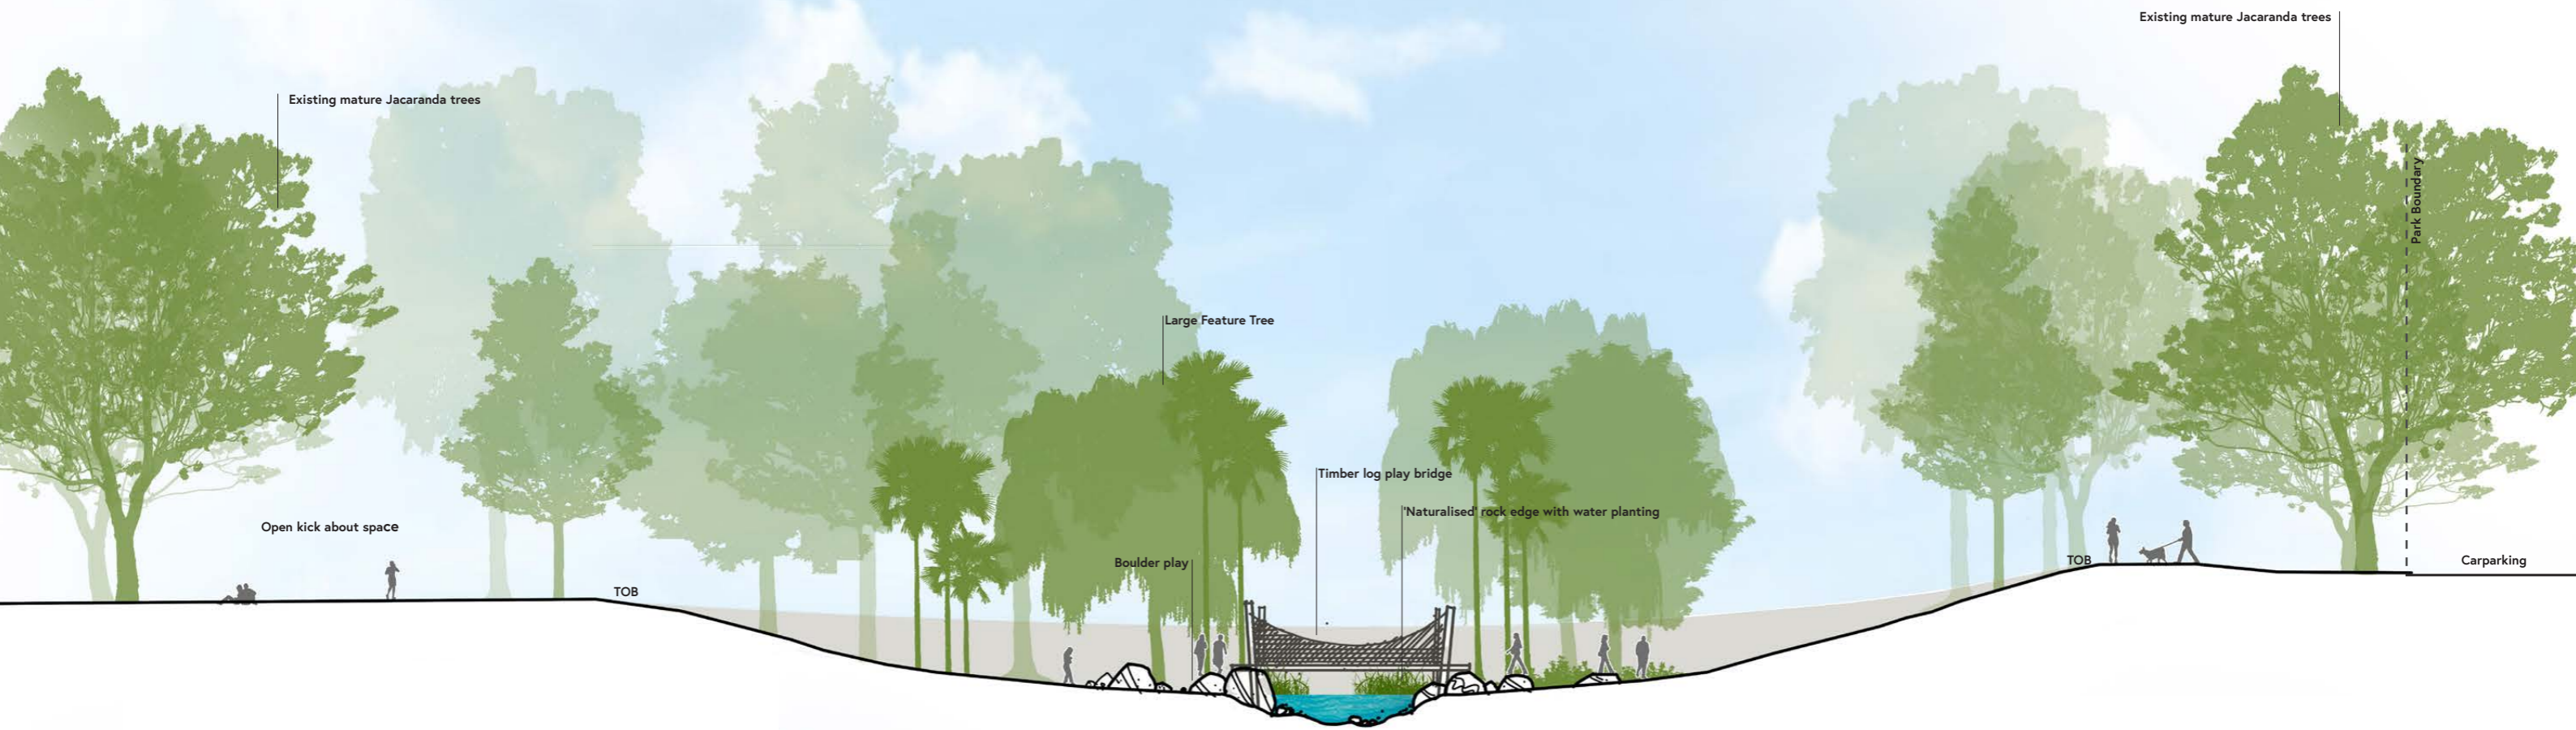 Existing mature Jacaranda trees
Existing mature Jacaranda trees
Park Boundary
Large Feature Tree
Timber log play bridge
'Naturalised' rock edge with water planting
Open kick about space
Boulder play
TOB
Carparking
TOB